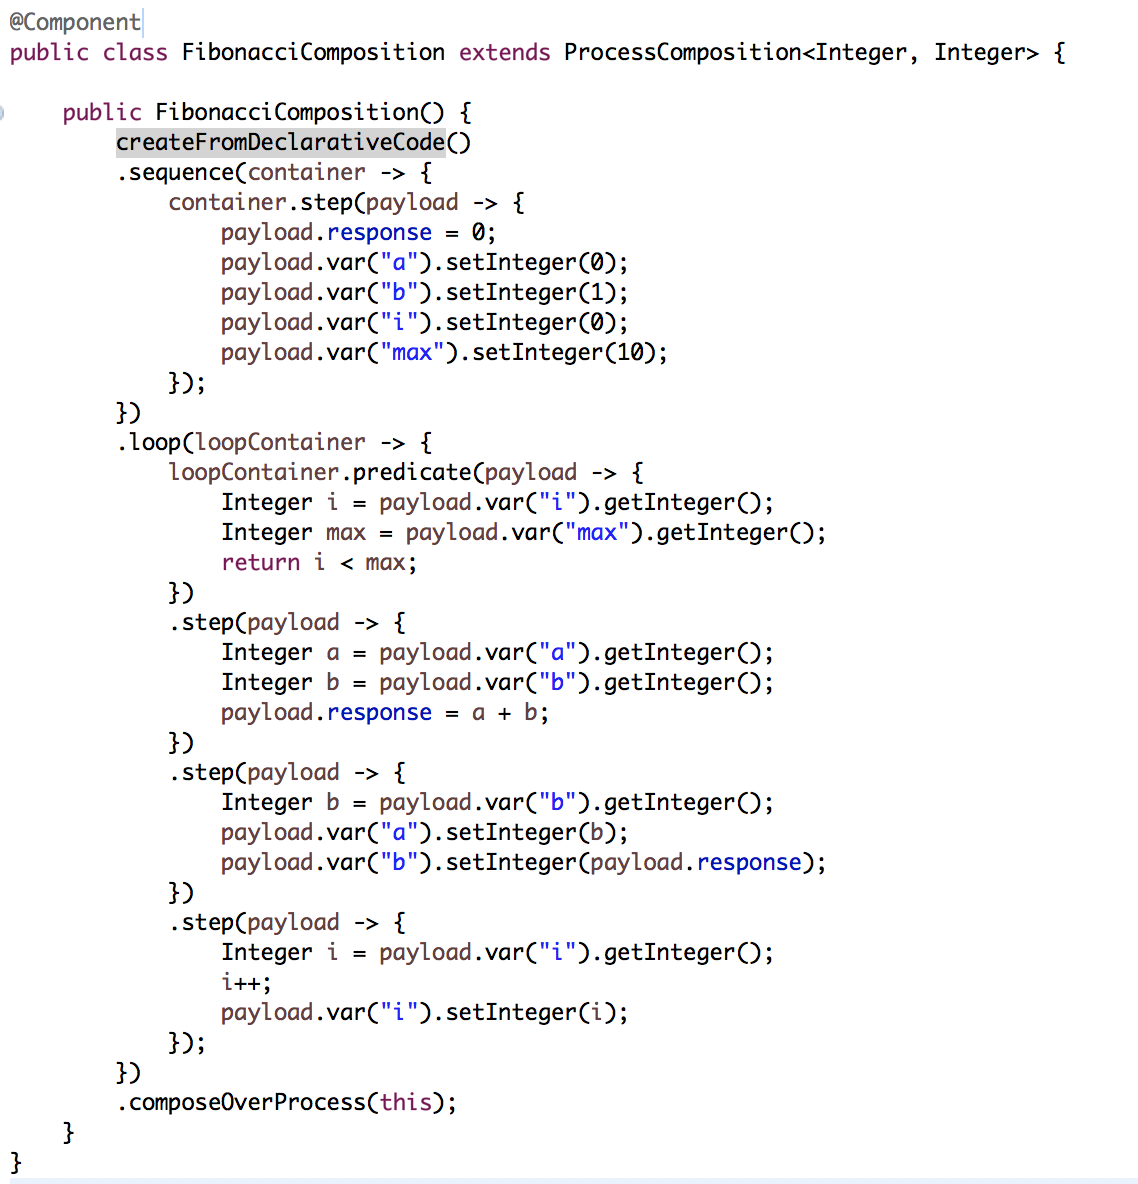 @Component
public class FibonacciComposition extends ProcessComposition<Integer, Integer> {
public FibonacciComposition() {
createFromDeclarativeCode()
.sequence(container -> {
container.step(payload -> {
payload.response = 0;
payload.var("a").setInteger(0);
payload.var("b").setInteger(1);
payload.var("i").setInteger(0);
payload.var("max").setInteger(10);
});
})
.loop(loopContainer -> {
loopContainer.predicate(payload -> {
Integer i = payload.var("i").getInteger();
Integer max = payload.var("max").getInteger();
return i < max;
})
.step(payload -> {
Integer a = payload.var("a").getInteger();
Integer b = payload.var("b").getInteger();
payload.response = a + b;
})
.step(payload -> {
Integer b = payload.var("b").getInteger();
payload.var("a").setInteger(b);
payload.var("b").setInteger(payload.response);
})
.step(payload -> {
Integer i = payload.var("i").getInteger();
i++;
payload.var("i").setInteger(i);
});
})
.composeOverProcess(this);
}
}